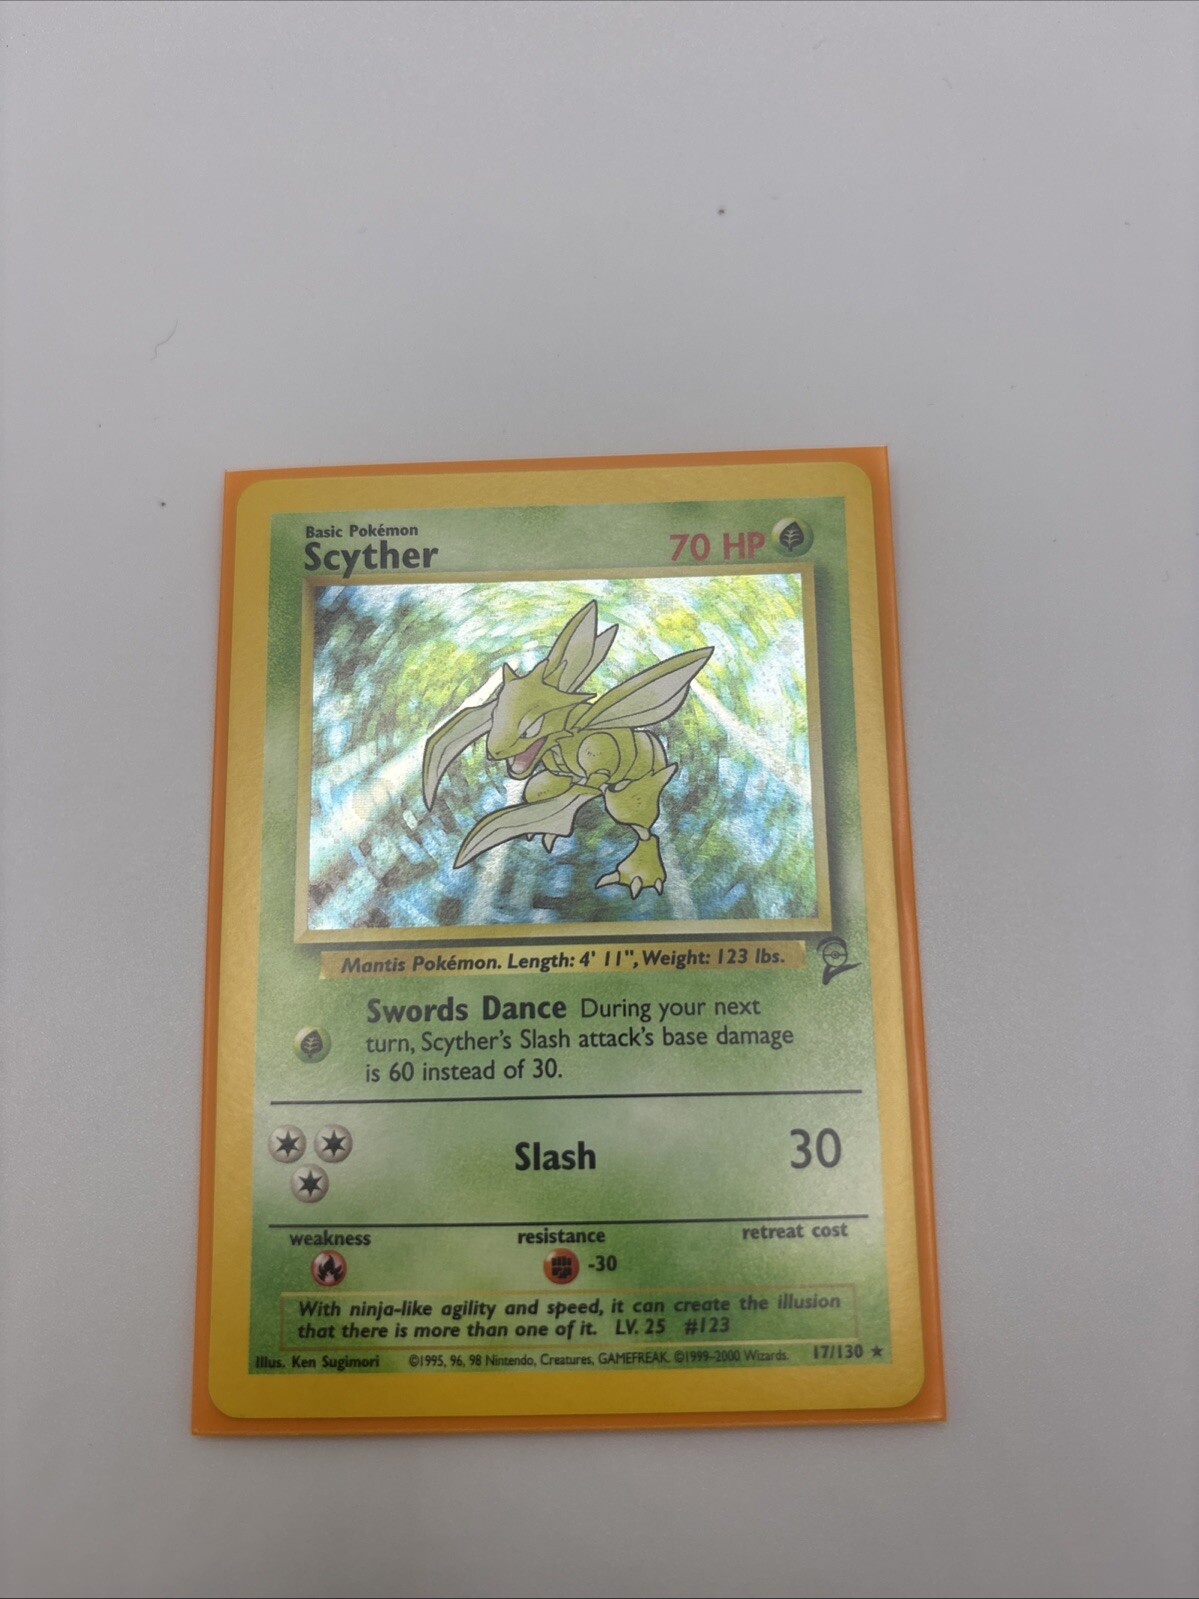 Basic Pokémon
Scyther
70 HP
Mantis Pokémon. Length: 4' 11", Weight: 123 lbs.
Swords Dance During your next
turn, Scyther's Slash attack's base damage
is 60 instead of 30.
Slash 30
weakness resistance retreat cost
-30
With ninja-like agility and speed, it can create the illusion
that there is more than one of it. LV. 25 #123
Illus. Ken Sugimori ©1995, 96, 98 Nintendo, Creatures, GAMEFREAK. ©1999-2000 Wizards. 17/130 ★